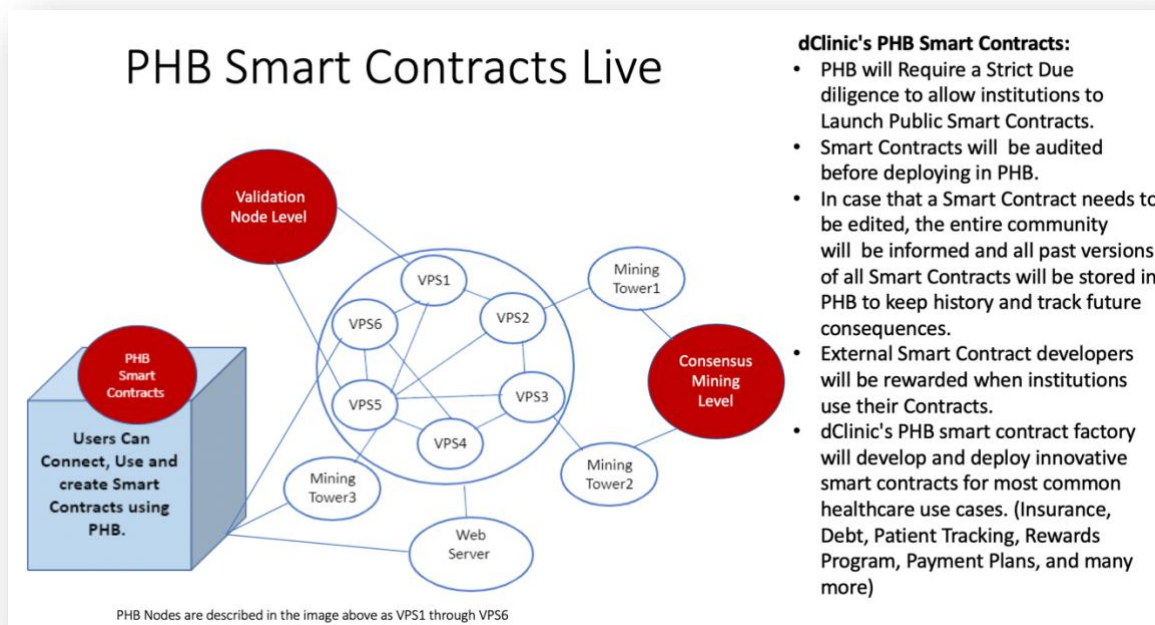 PHB Smart Contracts Live
Validation
Node Level
VPS1
VPS2
VPS3
VPS4
VPS5
VPS6
Mining
Tower1
Consensus
Mining
Level
Mining
Tower2
Mining
Tower3
Web
Server
PHB
Smart
Contracts
Users Can
Connect, Use and
create Smart
Contracts using
PHB.
PHB Nodes are described in the image above as VPS1 through VPS6
dClinic's PHB Smart Contracts:
• PHB will Require a Strict Due
diligence to allow institutions to
Launch Public Smart Contracts.
• Smart Contracts will be audited
before deploying in PHB.
• In case that a Smart Contract needs to
be edited, the entire community
will be informed and all past versions
of all Smart Contracts will be stored in
PHB to keep history and track future
consequences.
• External Smart Contract developers
will be rewarded when institutions
use their Contracts.
• dClinic's PHB smart contract factory
will develop and deploy innovative
smart contracts for most common
healthcare use cases. (Insurance,
Debt, Patient Tracking, Rewards
Program, Payment Plans, and many
more)